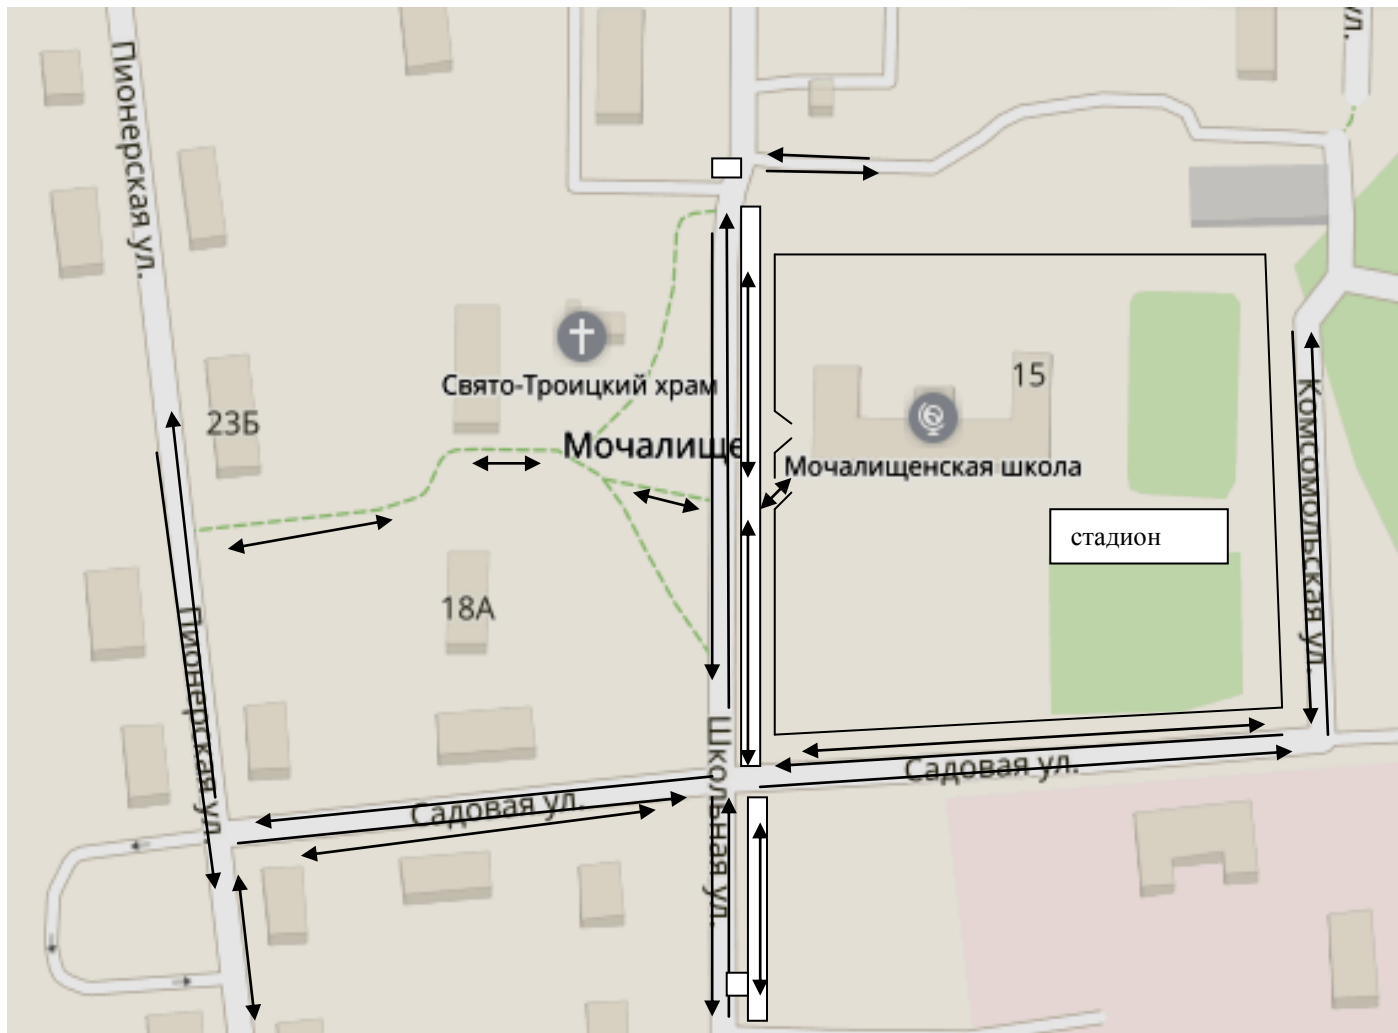 Пионерская ул.
ул.
Свято-Троицкий храм
15
23Б
Мочалище
Мочалищенская школа
Комсомольская ул.
стадион
18А
Пионерская ул.
Школьная ул.
Садовая ул.
Садовая ул.